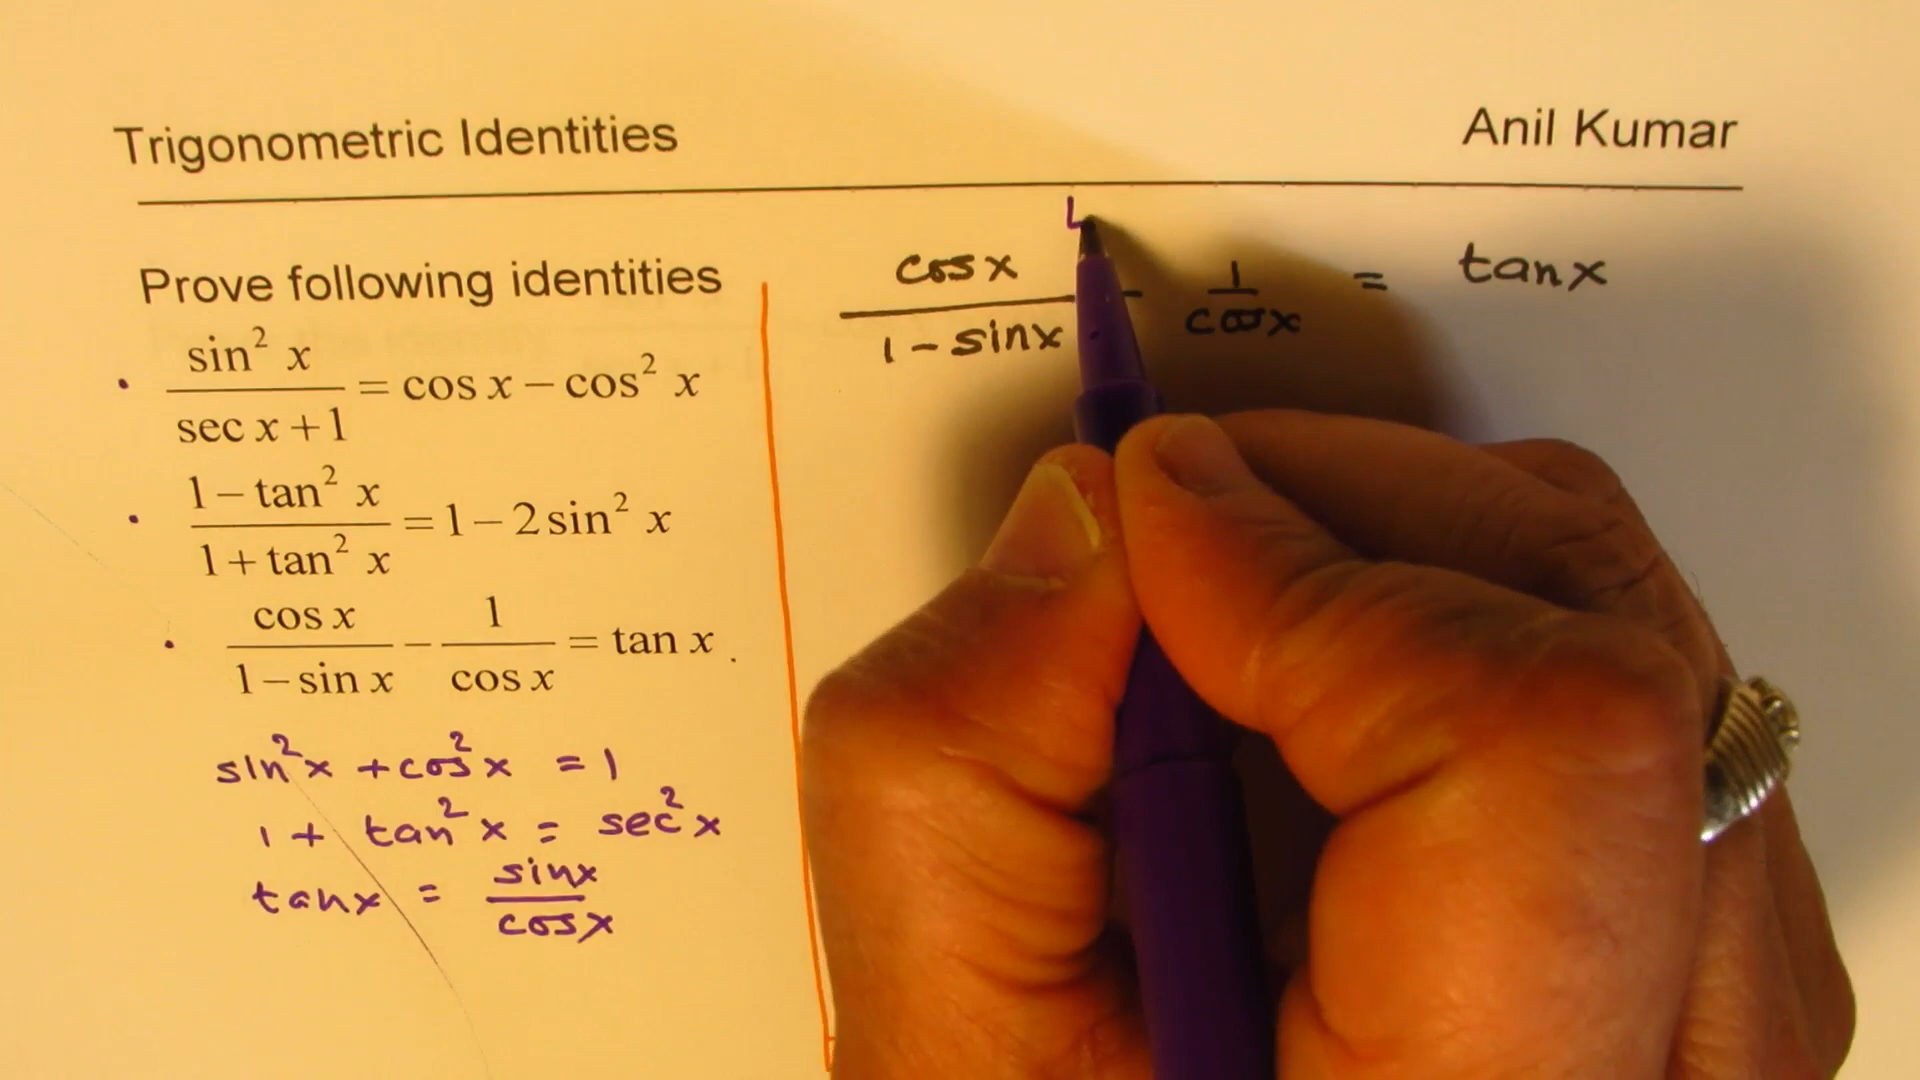 Trigonometric Identities
Anil Kumar
Prove following identities
• sin² x / (sec x + 1) = cos x − cos² x
• (1 − tan² x) / (1 + tan² x) = 1 − 2 sin² x
• cos x / (1 − sin x) − 1 / cos x = tan x .
sin²x + cos²x = 1
1 + tan²x = sec²x
tanx = sinx / cosx
L
cosx / (1 − sinx) − 1 / cosx = tanx